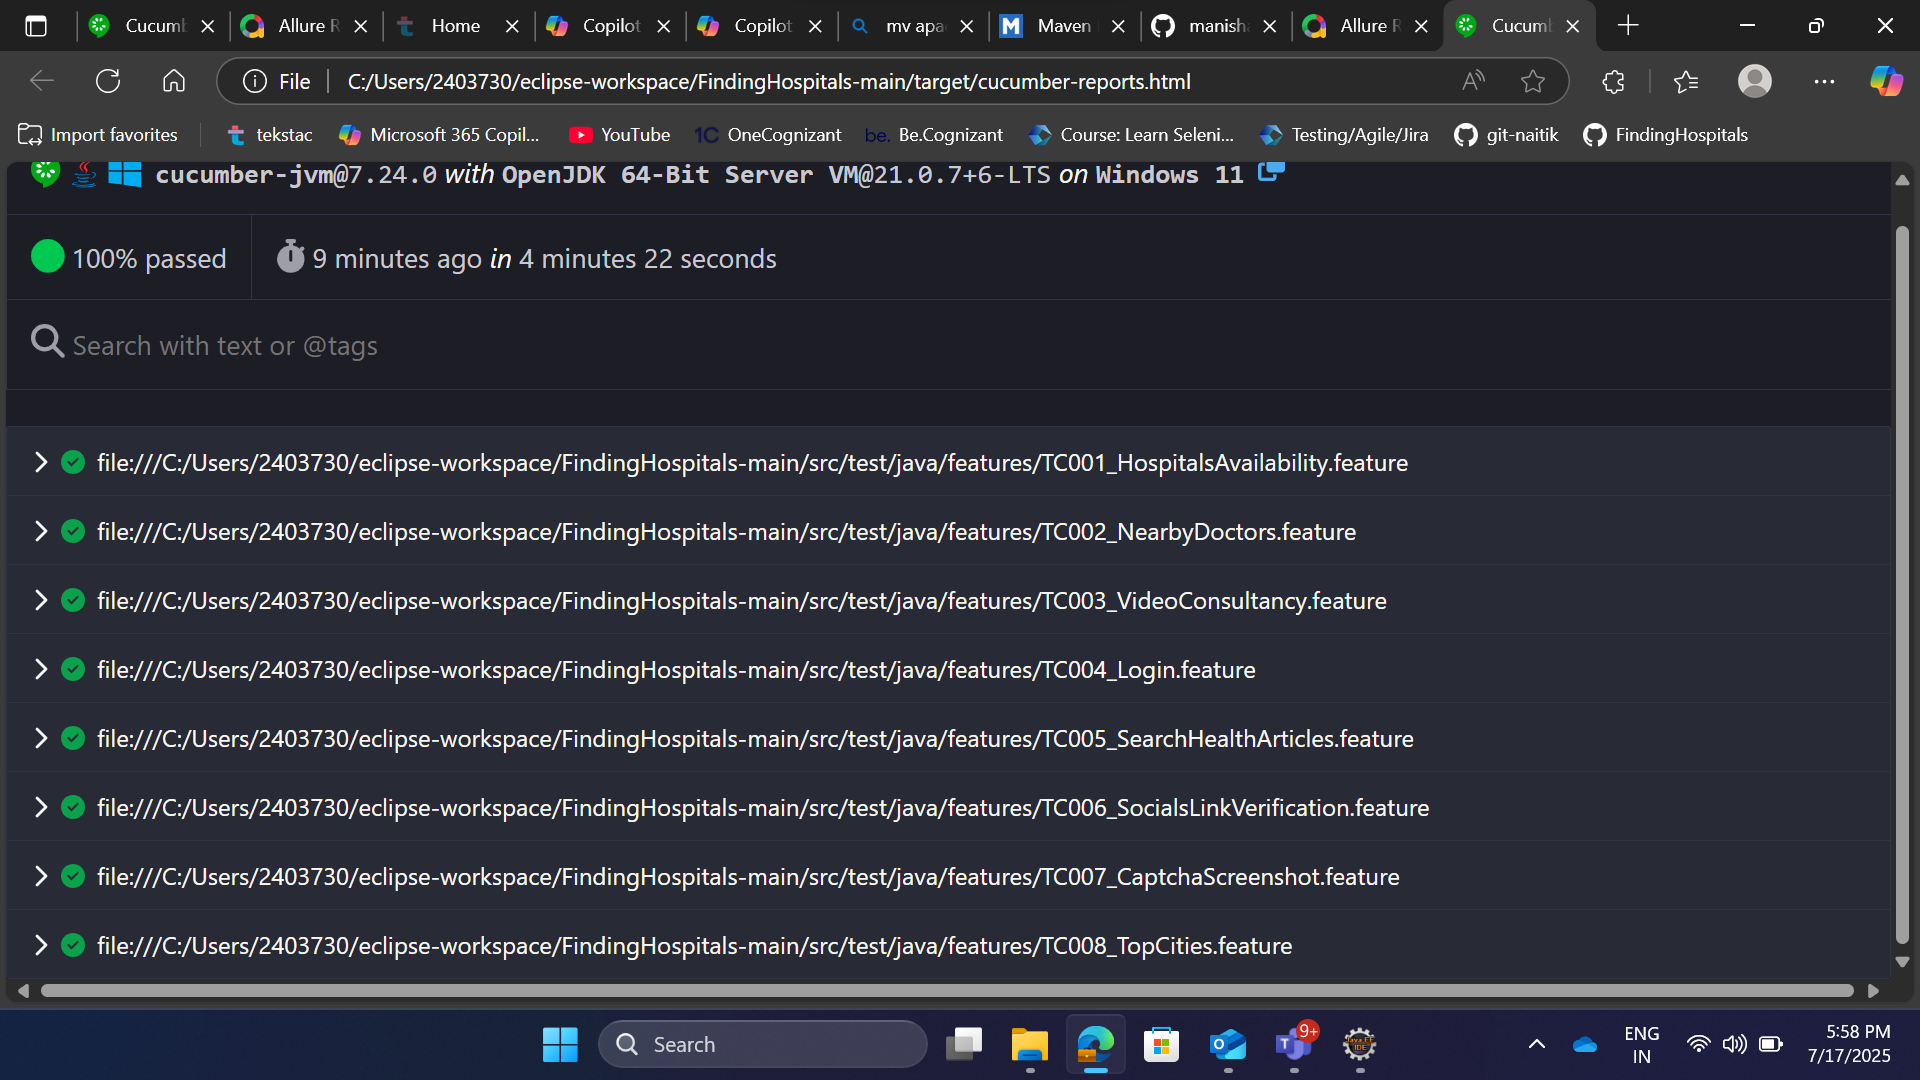 Cucumb
Allure R
Home
Copilot
Copilot
mv apa
Maven
manisha
Allure R
Cucumb
File
C:/Users/2403730/eclipse-workspace/FindingHospitals-main/target/cucumber-reports.html
Import favorites
tekstac
Microsoft 365 Copil...
YouTube
1C OneCognizant
be. Be.Cognizant
Course: Learn Seleni...
Testing/Agile/Jira
git-naitik
FindingHospitals
cucumber-jvm@7.24.0 with OpenJDK 64-Bit Server VM@21.0.7+6-LTS on Windows 11
100% passed
9 minutes ago in 4 minutes 22 seconds
Search with text or @tags
file:///C:/Users/2403730/eclipse-workspace/FindingHospitals-main/src/test/java/features/TC001_HospitalsAvailability.feature
file:///C:/Users/2403730/eclipse-workspace/FindingHospitals-main/src/test/java/features/TC002_NearbyDoctors.feature
file:///C:/Users/2403730/eclipse-workspace/FindingHospitals-main/src/test/java/features/TC003_VideoConsultancy.feature
file:///C:/Users/2403730/eclipse-workspace/FindingHospitals-main/src/test/java/features/TC004_Login.feature
file:///C:/Users/2403730/eclipse-workspace/FindingHospitals-main/src/test/java/features/TC005_SearchHealthArticles.feature
file:///C:/Users/2403730/eclipse-workspace/FindingHospitals-main/src/test/java/features/TC006_SocialsLinkVerification.feature
file:///C:/Users/2403730/eclipse-workspace/FindingHospitals-main/src/test/java/features/TC007_CaptchaScreenshot.feature
file:///C:/Users/2403730/eclipse-workspace/FindingHospitals-main/src/test/java/features/TC008_TopCities.feature
Search
9+
Java EE
IDE
ENG
IN
5:58 PM
7/17/2025